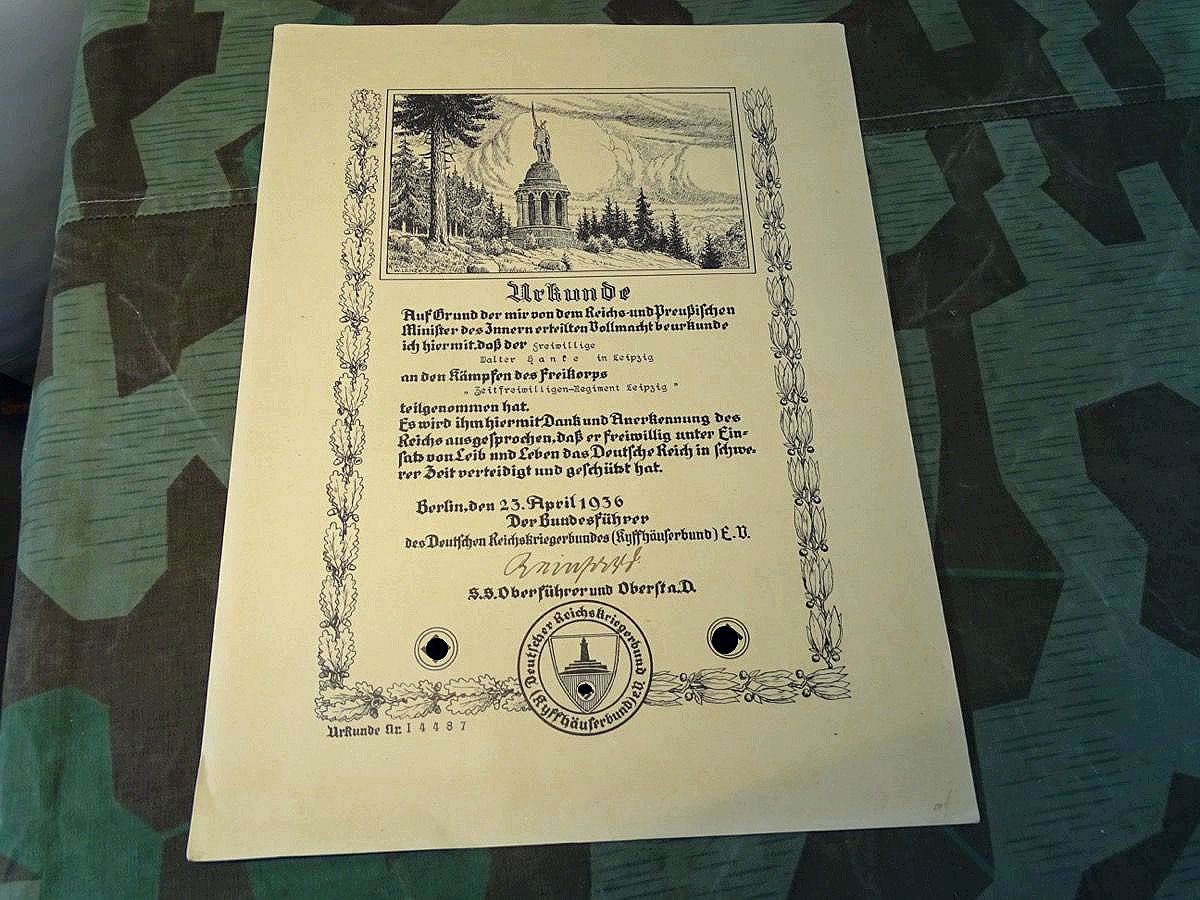 W. LENZ
Urkunde
Auf Grund der mir von dem Reichs- und Preußischen
Minister des Innern erteilten Vollmacht beurkunde
ich hiermit, daß der Freiwillige
Walter Hanke in Leipzig
an den Kämpfen des Freikorps
„ Zeitfreiwilligen-Regiment Leipzig "
teilgenommen hat.
Es wird ihm hiermit Dank und Anerkennung des
Reichs ausgesprochen, daß er freiwillig unter Ein=
satz von Leib und Leben das Deutsche Reich in schwe=
rer Zeit verteidigt und geschützt hat.
Berlin, den 23. April 1936
Der Bundesführer
des Deutschen Reichskriegerbundes (Kyffhäuserbund) E. V.
Reinhard
S.S. Oberführer und Oberst a. D.
Deutscher Reichskriegerbund
(Kyffhäuserbund) e.V.
Urkunde Nr. 14487